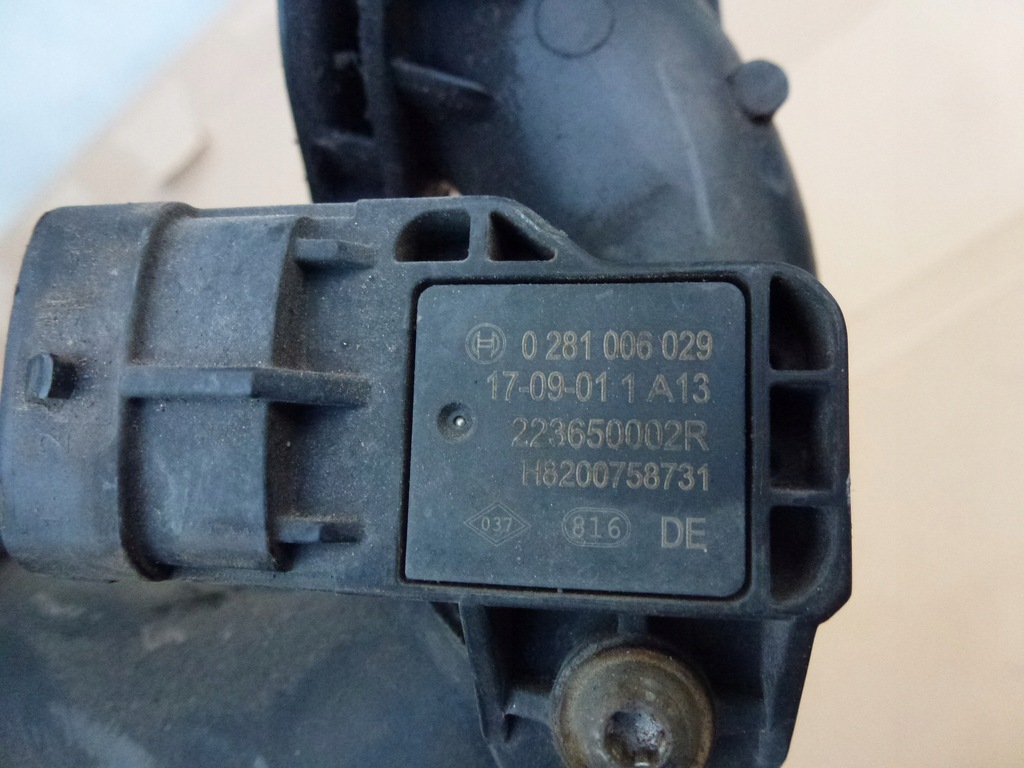 0 281 006 029
17-09-01 1 A13
223650002R
H8200758731
037 816 DE